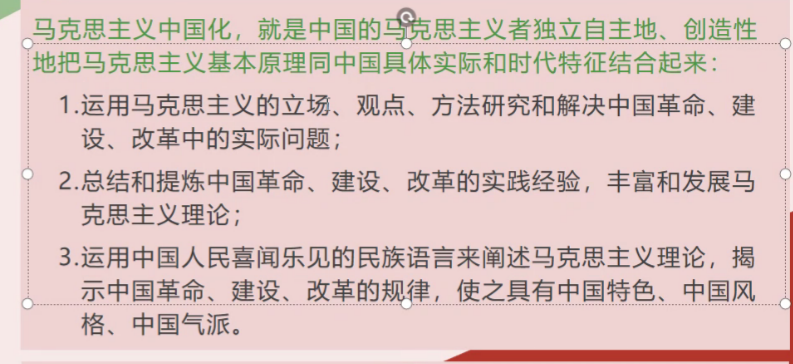 马克思主义中国化，就是中国的马克思主义者独立自主地、创造性
地把马克思主义基本原理同中国具体实际和时代特征结合起来：
1.运用马克思主义的立场、观点、方法研究和解决中国革命、建
设、改革中的实际问题；
2.总结和提炼中国革命、建设、改革的实践经验，丰富和发展马
克思主义理论；
3.运用中国人民喜闻乐见的民族语言来阐述马克思主义理论，揭
示中国革命、建设、改革的规律，使之具有中国特色、中国风
格、中国气派。